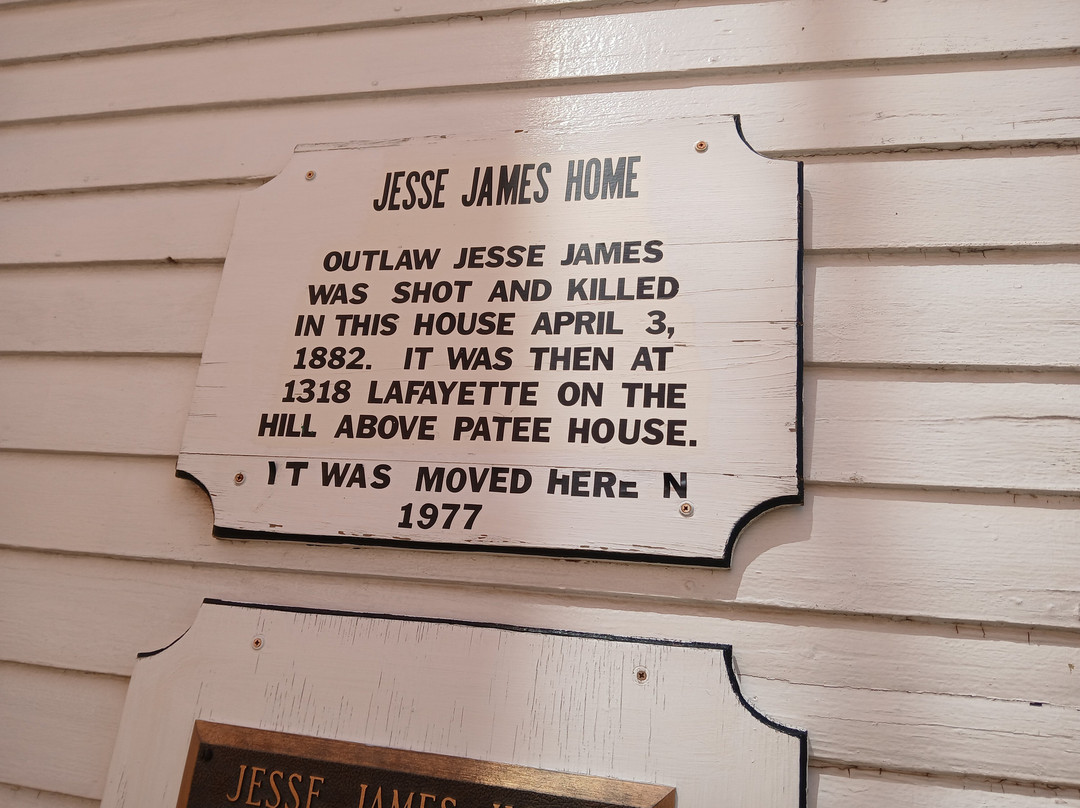 JESSE JAMES HOME
OUTLAW JESSE JAMES
WAS SHOT AND KILLED
IN THIS HOUSE APRIL 3,
1882. IT WAS THEN AT
1318 LAFAYETTE ON THE
HILL ABOVE PATEE HOUSE.
IT WAS MOVED HERE N
1977
JESSE JAMES